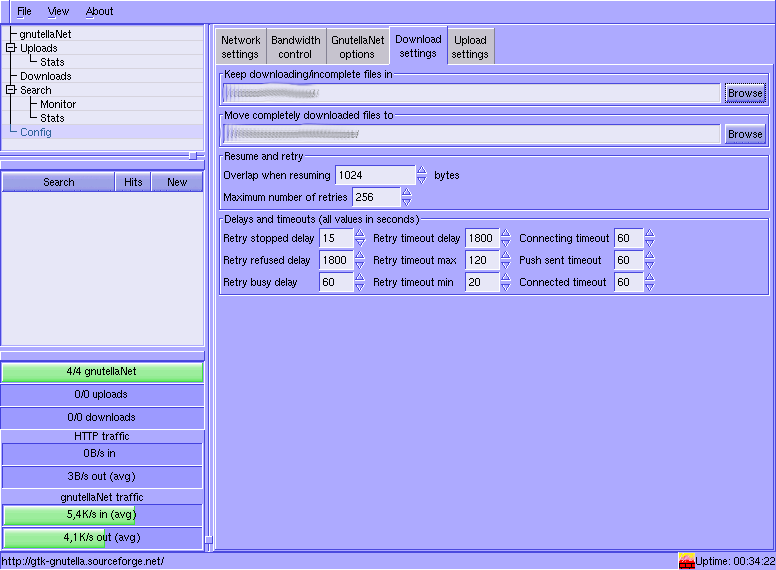 File View About
gnutellaNet
Uploads
Stats
Downloads
Search
Monitor
Stats
Config
Search Hits New
4/4 gnutellaNet
0/0 uploads
0/0 downloads
HTTP traffic
0B/s in
3B/s out (avg)
gnutellaNet traffic
5,4K/s in (avg)
4,1K/s out (avg)
Network settings
Bandwidth control
GnutellaNet options
Download settings
Upload settings
Keep downloading/incomplete files in
Browse
Move completely downloaded files to
Browse
Resume and retry
Overlap when resuming 1024 bytes
Maximum number of retries 256
Delays and timeouts (all values in seconds)
Retry stopped delay 15 Retry timeout delay 1800 Connecting timeout 60
Retry refused delay 1800 Retry timeout max 120 Push sent timeout 60
Retry busy delay 60 Retry timeout min 20 Connected timeout 60
http://gtk-gnutella.sourceforge.net/ Uptime: 00:34:22